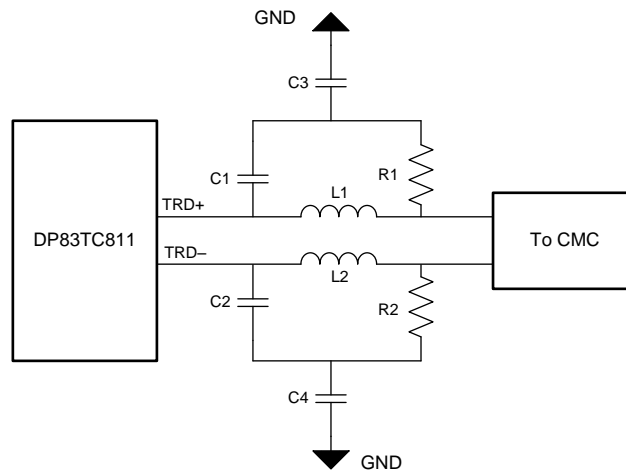 GND
C3
C1
R1
L1
TRD+
DP83TC811
To CMC
TRD–
L2
C2
R2
C4
GND